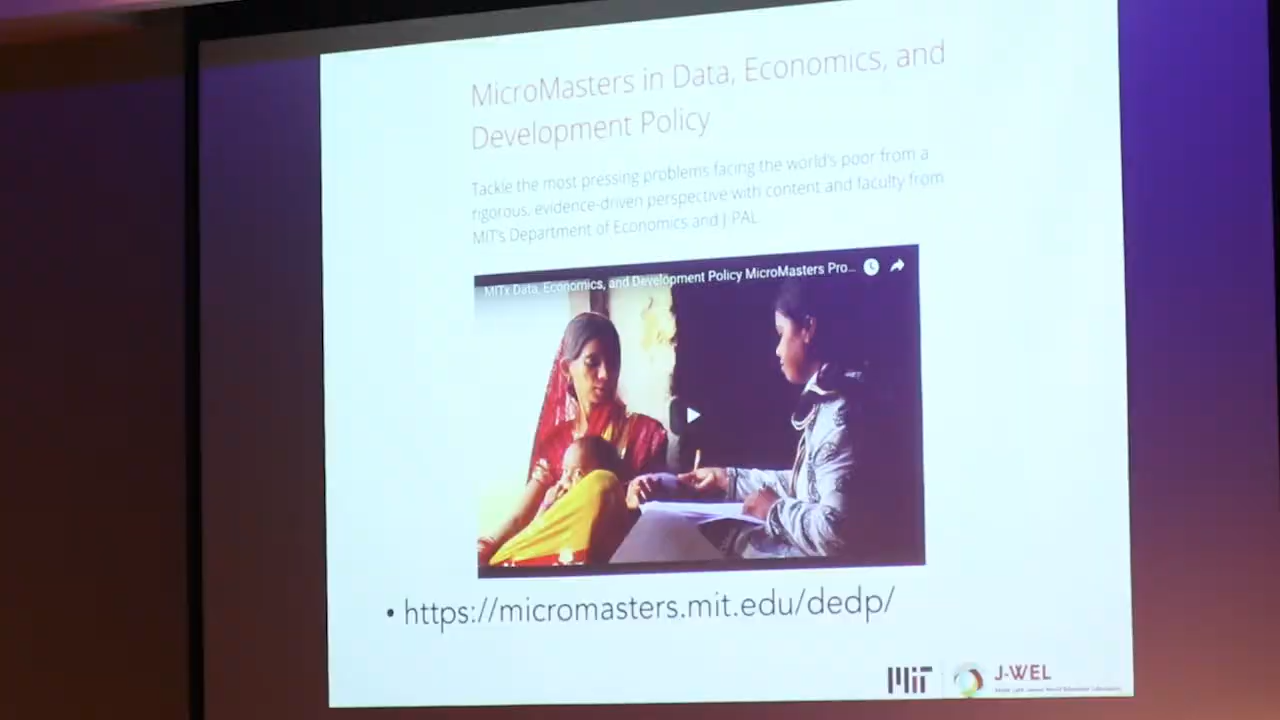 MicroMasters in Data, Economics, and
Development Policy
Tackle the most pressing problems facing the world's poor from a
rigorous, evidence-driven perspective with content and faculty from
MIT's Department of Economics and J-PAL.
MITx Data, Economics, and Development Policy MicroMasters Pro...
• https://micromasters.mit.edu/dedp/
MIT
J-WEL